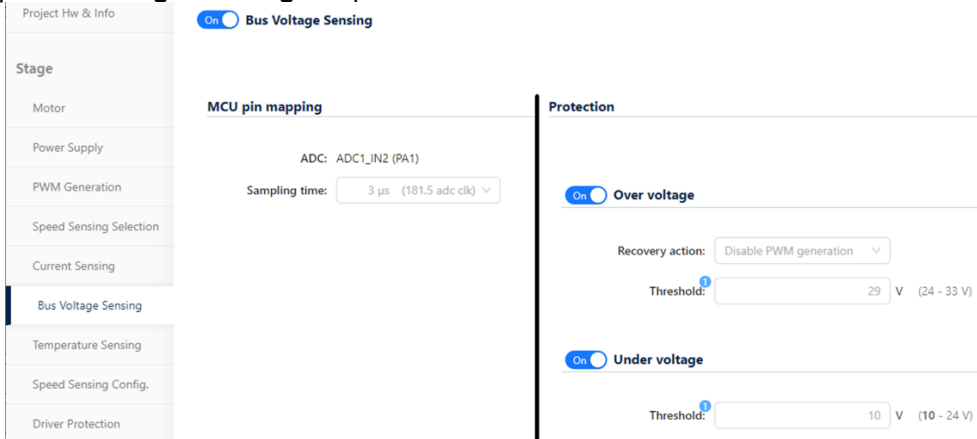 Project Hw & Info
On Bus Voltage Sensing
Stage
Motor
Power Supply
PWM Generation
Speed Sensing Selection
Current Sensing
Bus Voltage Sensing
Temperature Sensing
Speed Sensing Config.
Driver Protection
MCU pin mapping
ADC: ADC1_IN2 (PA1)
Sampling time: 3 µs (181.5 adc clk)
Protection
On Over voltage
Recovery action: Disable PWM generation
Threshold: 1 29 V (24 - 33 V)
On Under voltage
Threshold: 1 10 V (10 - 24 V)